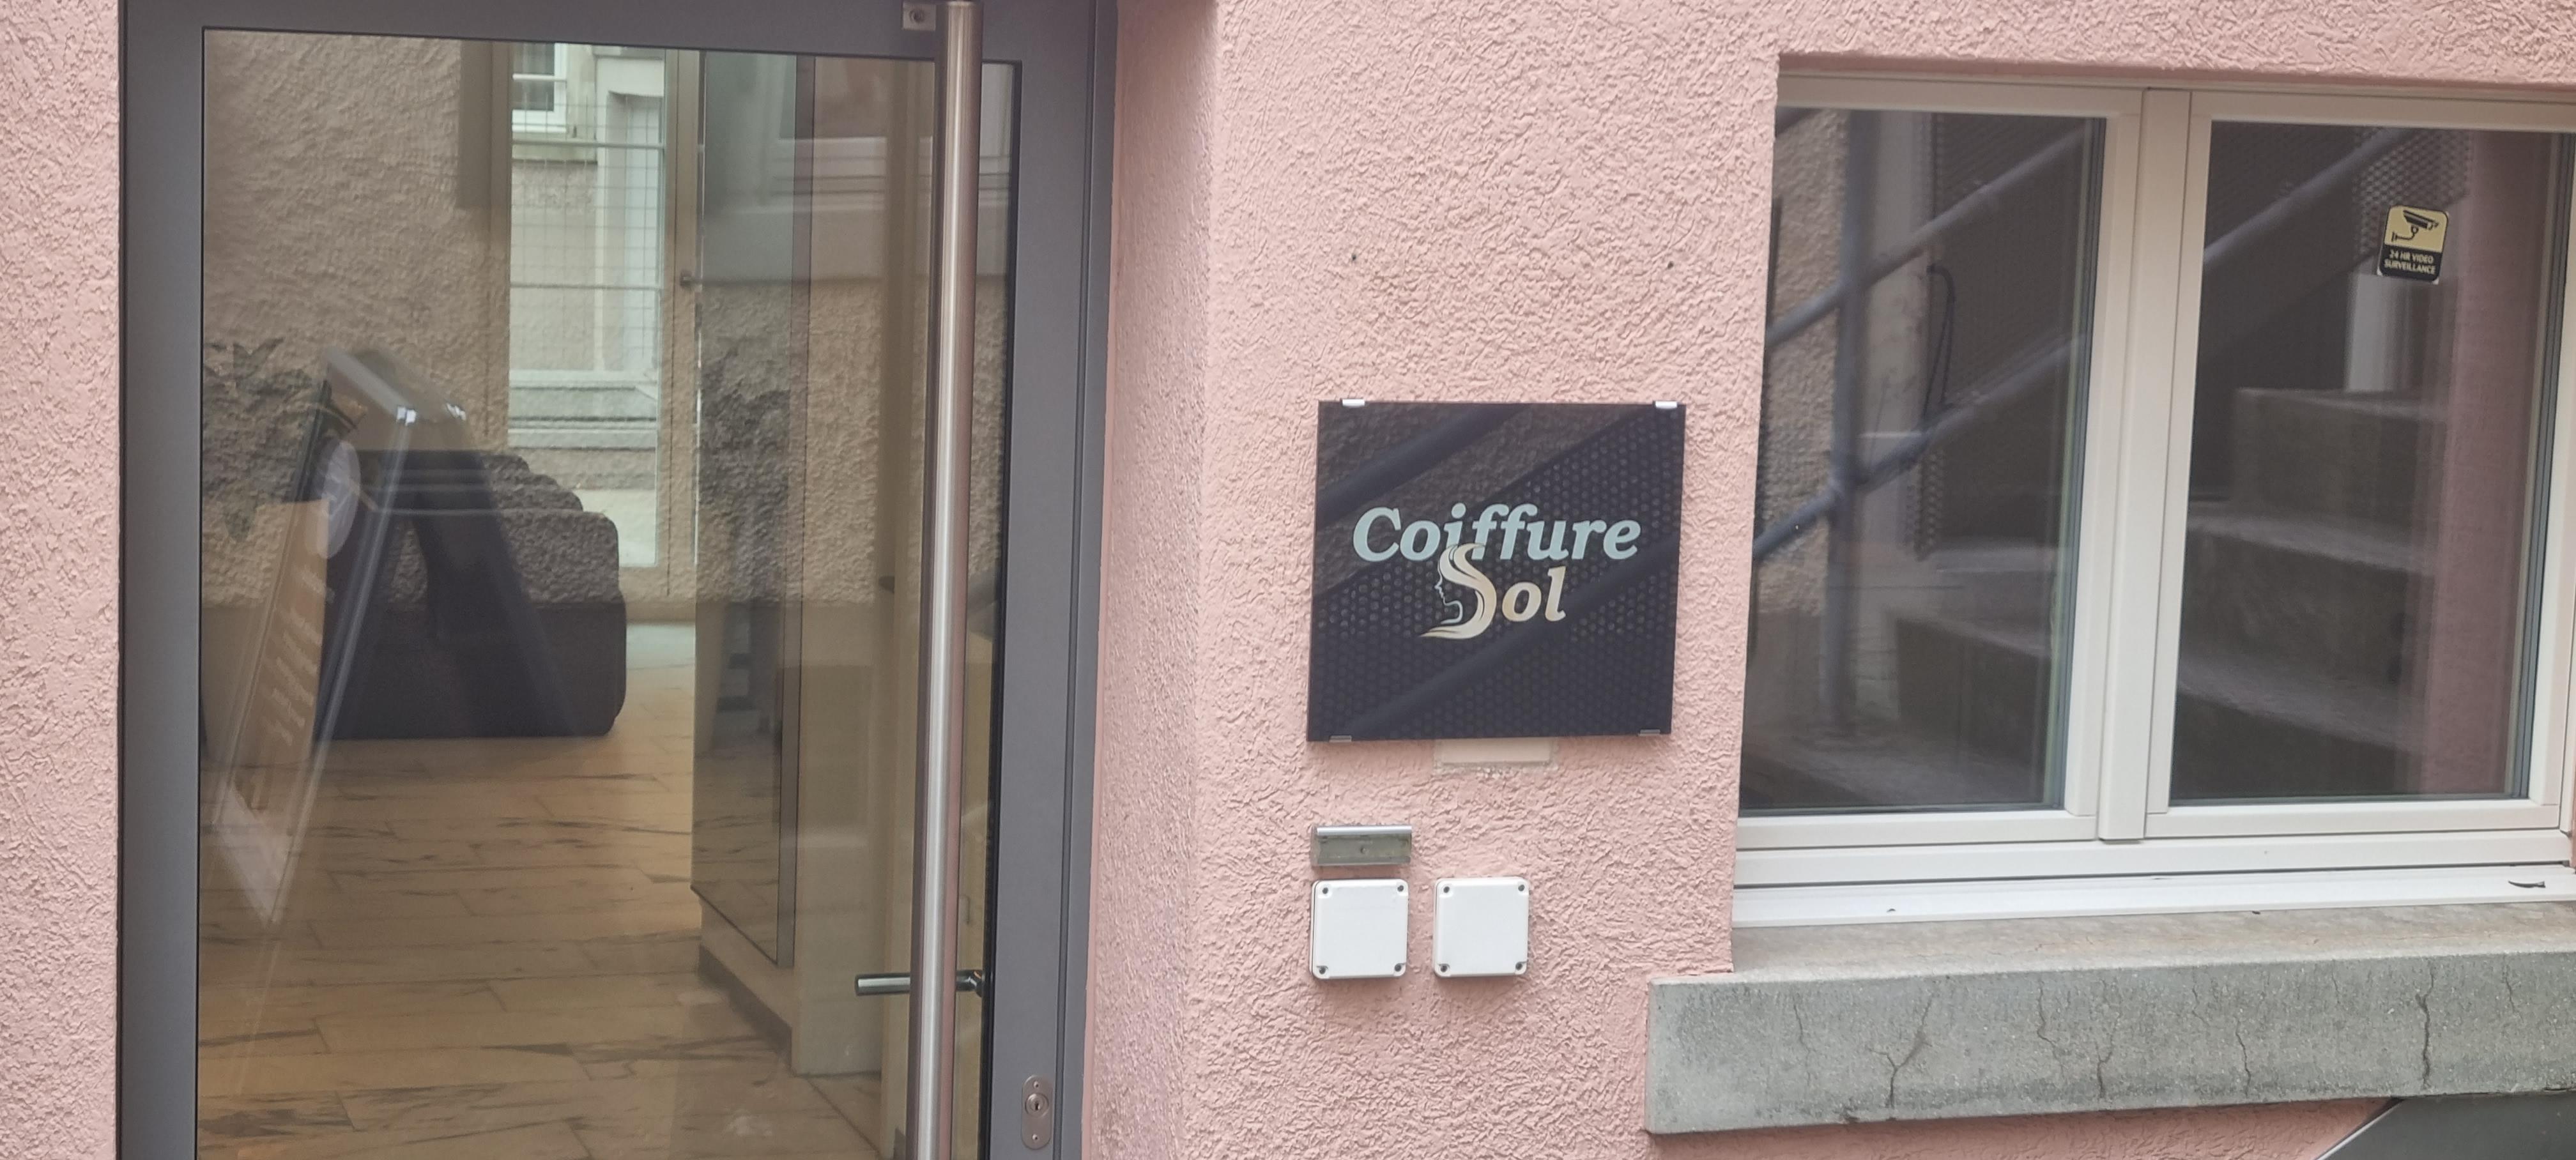 Coiffure
Sol
24 HR VIDEO
SURVEILLANCE